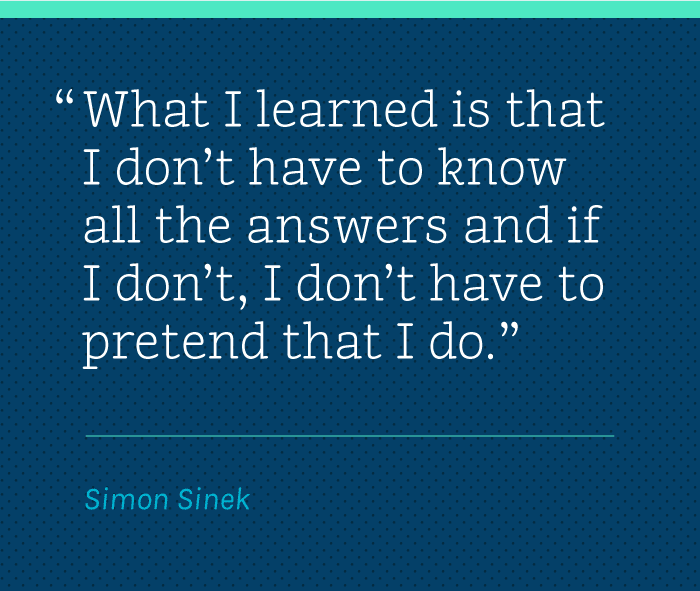 “What I learned is that
I don’t have to know
all the answers and if
I don’t, I don’t have to
pretend that I do.”
Simon Sinek